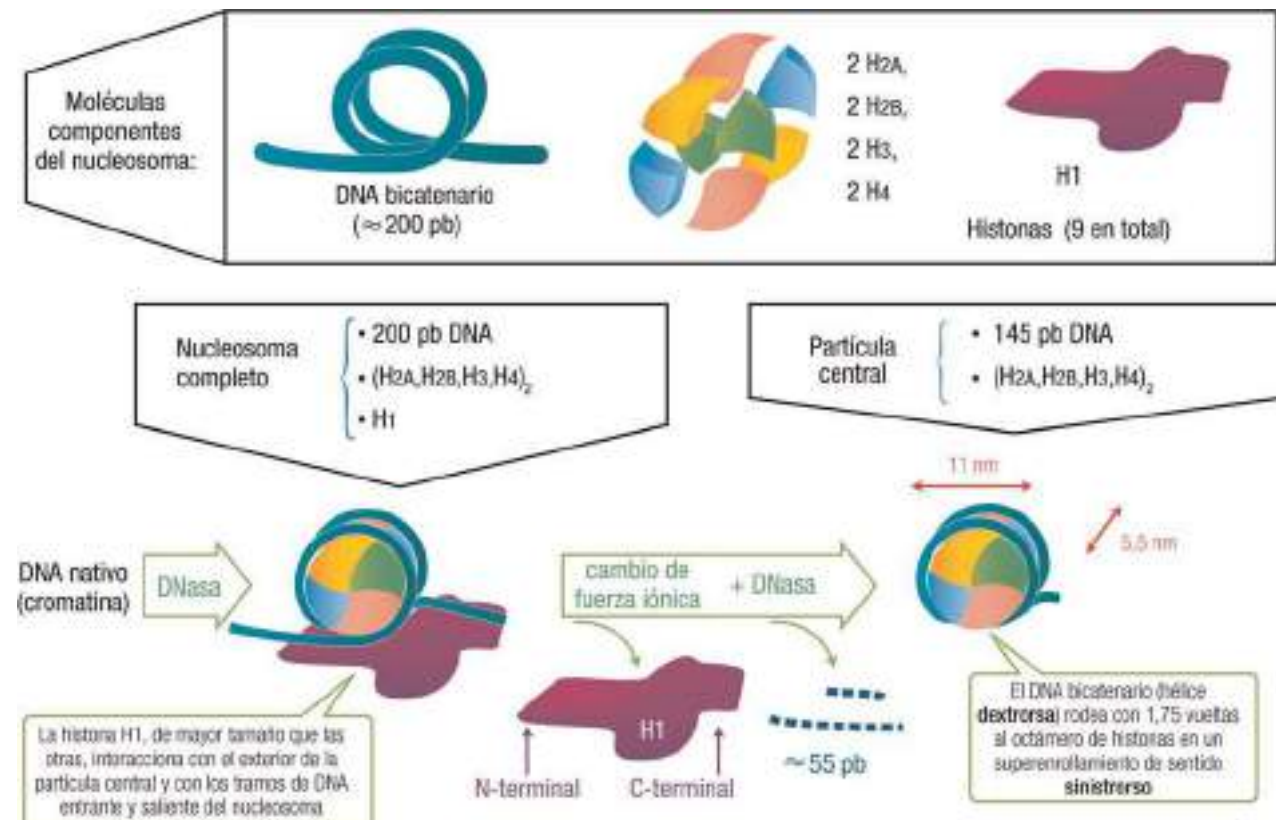 Moléculas
componentes
del nucleosoma:
DNA bicatenario
(≈200 pb)
2 H2A,
2 H2B,
2 H3,
2 H4
H1
Histonas (9 en total)
Nucleosoma
completo
• 200 pb DNA
• (H2A,H2B,H3,H4)₂
• H1
Partícula
central
• 145 pb DNA
• (H2A,H2B,H3,H4)₂
11 nm
5,5 nm
DNA nativo
(cromatina)
DNasa
cambio de
fuerza iónica
+ DNasa
H1
N-terminal
C-terminal
~55 pb
La histona H1, de mayor tamaño que las
otras, interacciona con el exterior de la
partícula central y con los tramos de DNA
entrante y saliente del nucleosoma
El DNA bicatenario (hélice
dextrorsa) rodea con 1,75 vueltas
al octámero de histonas en un
superenrollamiento de sentido
sinistrorso